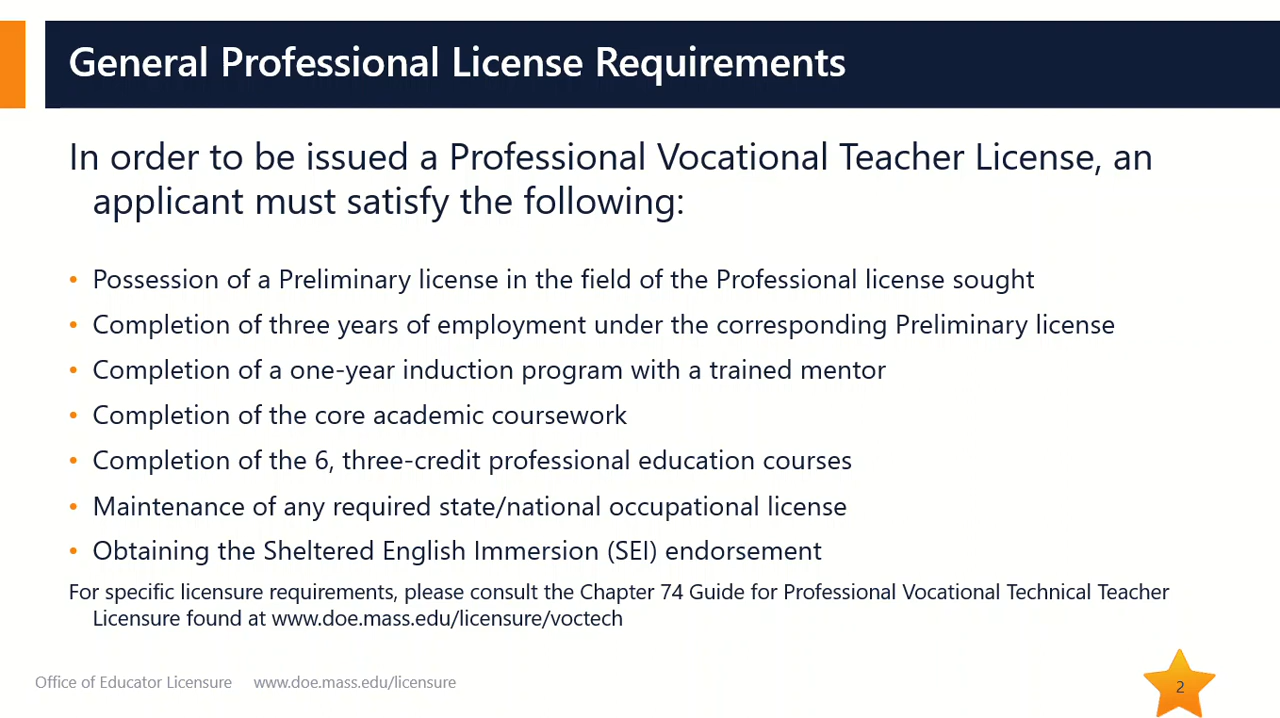 General Professional License Requirements
In order to be issued a Professional Vocational Teacher License, an
applicant must satisfy the following:
• Possession of a Preliminary license in the field of the Professional license sought
• Completion of three years of employment under the corresponding Preliminary license
• Completion of a one-year induction program with a trained mentor
• Completion of the core academic coursework
• Completion of the 6, three-credit professional education courses
• Maintenance of any required state/national occupational license
• Obtaining the Sheltered English Immersion (SEI) endorsement
For specific licensure requirements, please consult the Chapter 74 Guide for Professional Vocational Technical Teacher
Licensure found at www.doe.mass.edu/licensure/voctech
Office of Educator Licensure www.doe.mass.edu/licensure
2